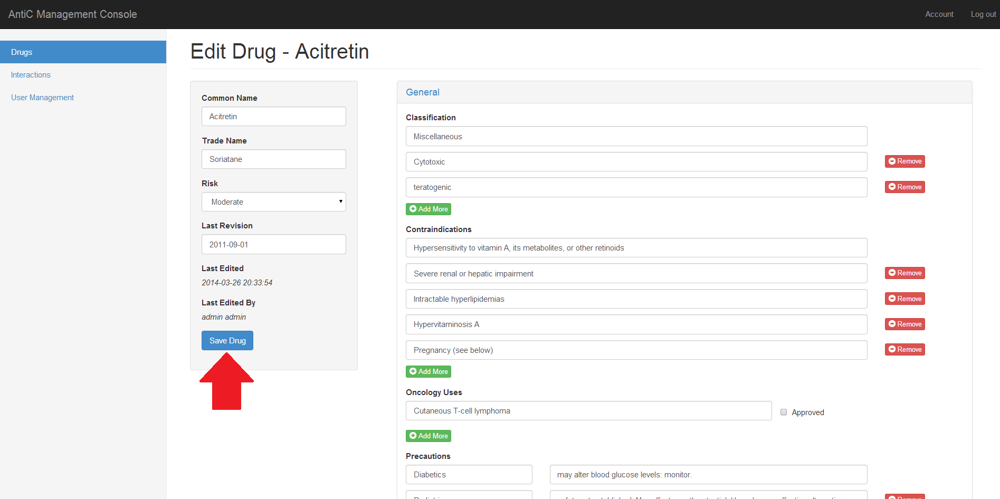 AntiC Management Console
Account
Log out
Drugs
Interactions
User Management
Edit Drug - Acitretin
Common Name
Acitretin
Trade Name
Soriatane
Risk
Moderate
Last Revision
2011-09-01
Last Edited
2014-03-26 20:33:54
Last Edited By
admin admin
Save Drug
General
Classification
Miscellaneous
Cytotoxic
Remove
teratogenic
Remove
Add More
Contraindications
Hypersensitivity to vitamin A, its metabolites, or other retinoids
Severe renal or hepatic impairment
Remove
Intractable hyperlipidemias
Remove
Hypervitaminosis A
Remove
Pregnancy (see below)
Remove
Add More
Oncology Uses
Cutaneous T-cell lymphoma
Approved
Add More
Precautions
Diabetics
may alter blood glucose levels: monitor.
Remove